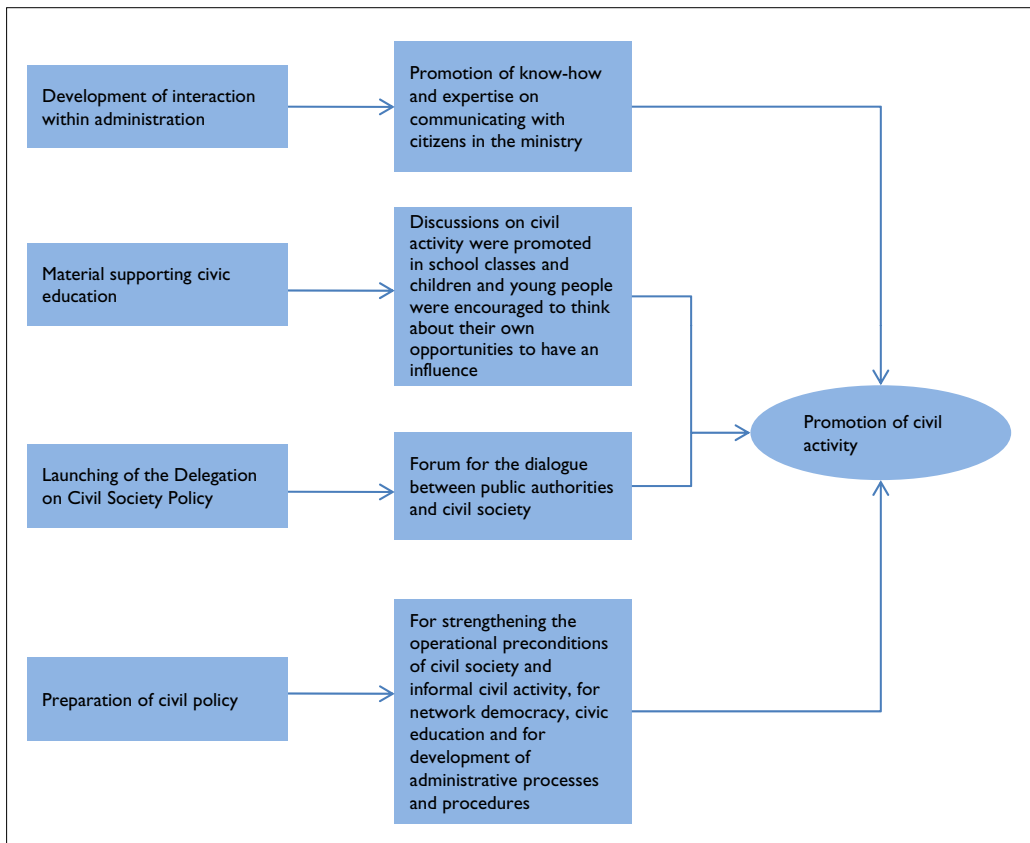 Development of interaction
within administration
Promotion of know-how
and expertise on
communicating with
citizens in the ministry
Material supporting civic
education
Discussions on civil
activity were promoted
in school classes and
children and young people
were encouraged to think
about their own
opportunities to have an
influence
Launching of the Delegation
on Civil Society Policy
Forum for the dialogue
between public authorities
and civil society
Promotion of civil
activity
Preparation of civil policy
For strengthening the
operational preconditions
of civil society and
informal civil activity, for
network democracy, civic
education and for
development of
administrative processes
and procedures